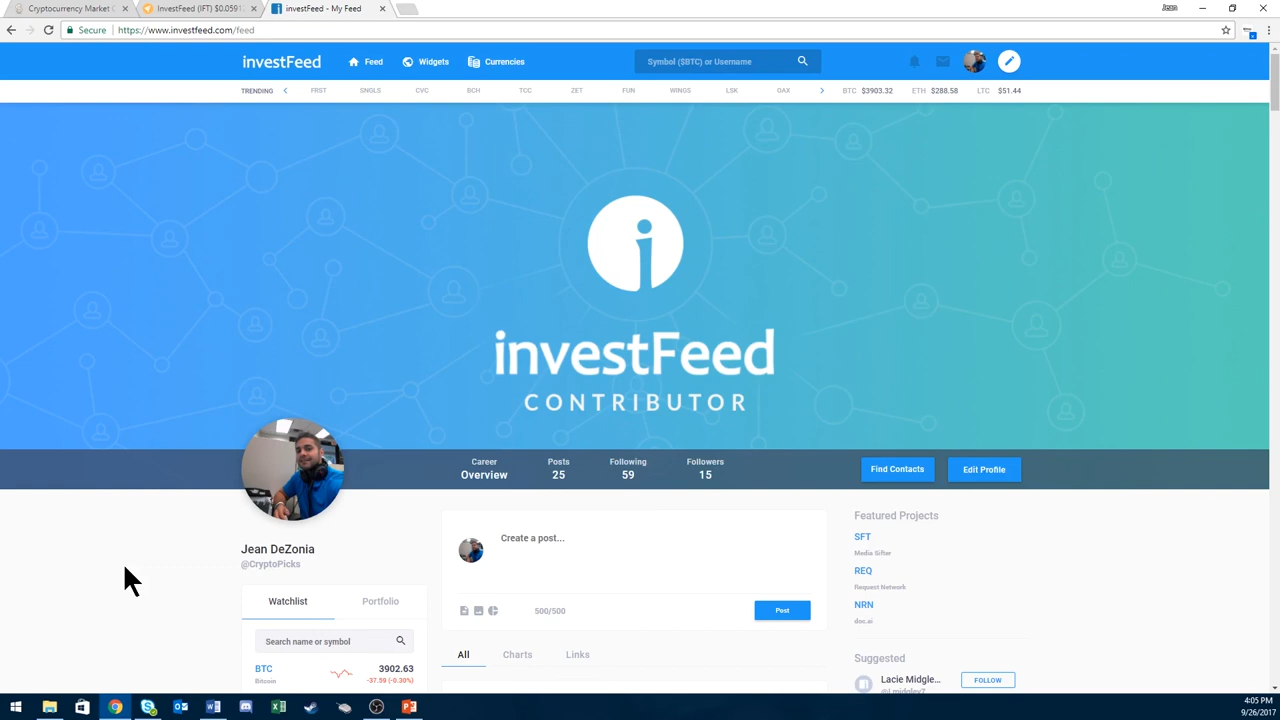 Cryptocurrency Market C
InvestFeed (IFT) $0.0591
investFeed - My Feed
Secure https://www.investfeed.com/feed
investFeed Feed Widgets Currencies Symbol ($BTC) or Username
TRENDING FRST SNGLS CVC BCH TCC ZET FUN WINGS LSK OAX BTC $3903.32 ETH $288.58 LTC $51.44
investFeed
CONTRIBUTOR
Career Posts Following Followers
Overview 25 59 15
Find Contacts Edit Profile
Jean DeZonia
@CryptoPicks
Watchlist Portfolio
Search name or symbol
BTC 3902.63
Bitcoin -37.59 (-0.30%)
Create a post...
500/500 Post
All Charts Links
Featured Projects
SFT
Media Sifter
REQ
Request Network
NRN
doc.ai
Suggested
Lacie Midgle... FOLLOW
@Lmidgley7
4:05 PM
9/26/2017